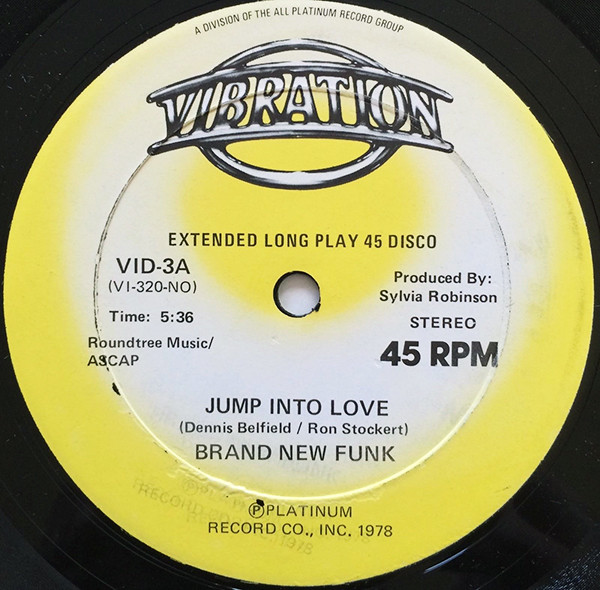 A DIVISION OF THE ALL PLATINUM RECORD GROUP
VIBRATION
EXTENDED LONG PLAY 45 DISCO
VID-3A
(VI-320-NO)
Produced By:
Sylvia Robinson
Time: 5:36
STEREO
Roundtree Music/
ASCAP
45 RPM
JUMP INTO LOVE
(Dennis Belfield / Ron Stockert)
BRAND NEW FUNK
ⓅPLATINUM
RECORD CO., INC. 1978